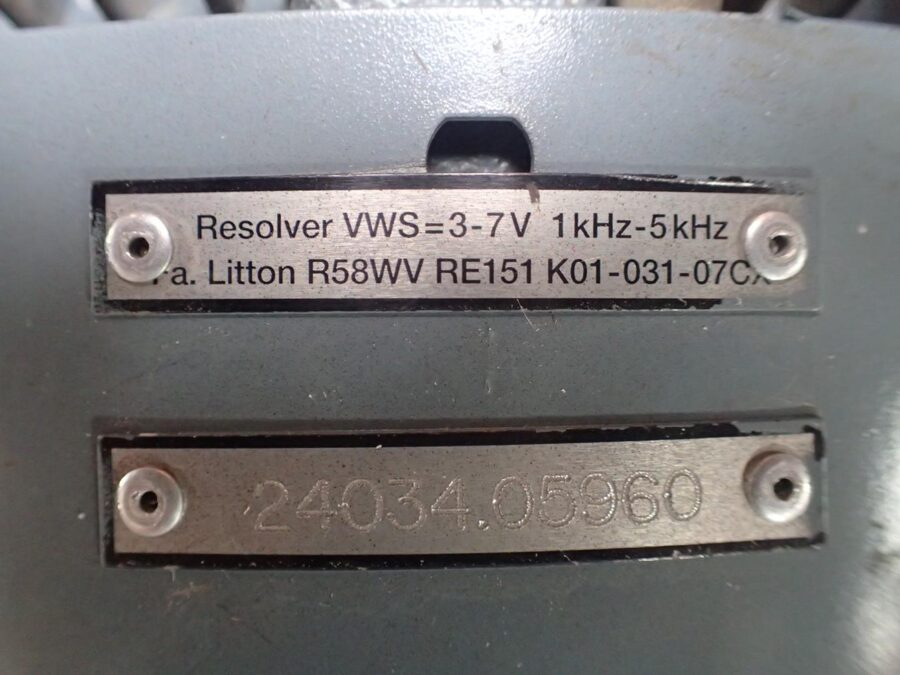 Resolver VWS=3-7V 1kHz-5kHz
Fa. Litton R58WV RE151 K01-031-07CX
24034.05960